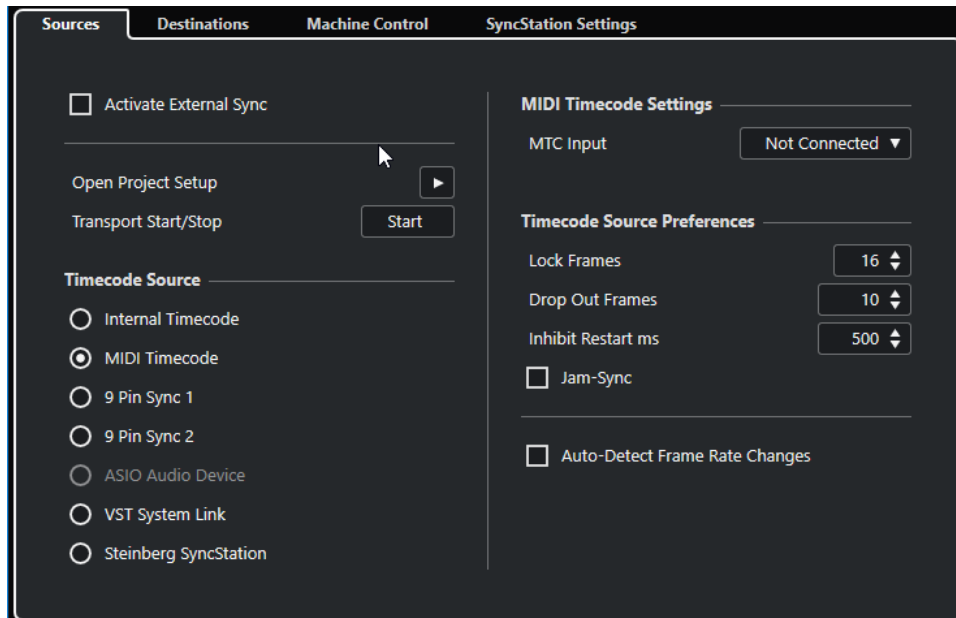 Sources Destinations Machine Control SyncStation Settings
Activate External Sync
Open Project Setup
Transport Start/Stop Start
Timecode Source
Internal Timecode
MIDI Timecode
9 Pin Sync 1
9 Pin Sync 2
ASIO Audio Device
VST System Link
Steinberg SyncStation
MIDI Timecode Settings
MTC Input Not Connected
Timecode Source Preferences
Lock Frames 16
Drop Out Frames 10
Inhibit Restart ms 500
Jam-Sync
Auto-Detect Frame Rate Changes